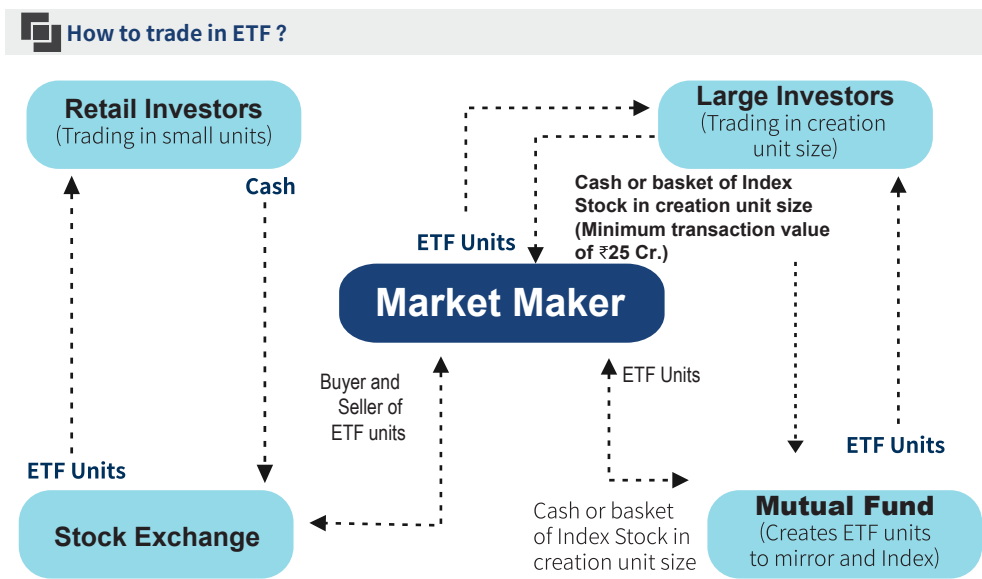 How to trade in ETF ?
Retail Investors
(Trading in small units)
Large Investors
(Trading in creation
unit size)
Cash
Cash or basket of Index
Stock in creation unit size
(Minimum transaction value
of ₹25 Cr.)
ETF Units
Market Maker
Buyer and
Seller of
ETF units
ETF Units
ETF Units
ETF Units
Stock Exchange
Cash or basket
of Index Stock in
creation unit size
Mutual Fund
(Creates ETF units
to mirror and Index)